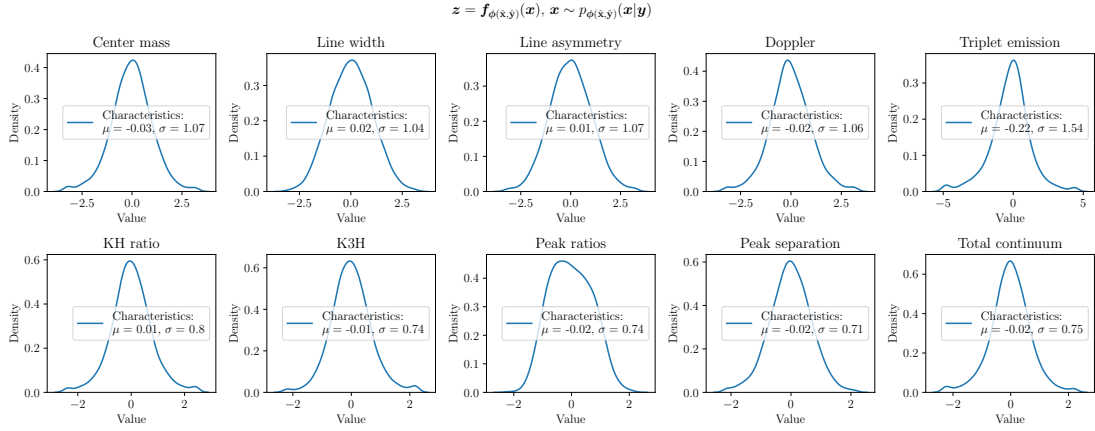 z = f_ϕ(x̂,ŷ)(x), x ∼ p_ϕ(x̂,ŷ)(x|y)
Center mass
Density
0.4
0.3
0.2
0.1
0.0
Characteristics:
μ = -0.03, σ = 1.07
−2.5 0.0 2.5
Value
Line width
Density
0.3
0.2
0.1
0.0
Characteristics:
μ = 0.02, σ = 1.04
−2.5 0.0 2.5
Value
Line asymmetry
Density
0.3
0.2
0.1
0.0
Characteristics:
μ = 0.01, σ = 1.07
−2.5 0.0 2.5
Value
Doppler
Density
0.4
0.3
0.2
0.1
0.0
Characteristics:
μ = -0.02, σ = 1.06
−2.5 0.0 2.5
Value
Triplet emission
Density
0.3
0.2
0.1
0.0
Characteristics:
μ = -0.22, σ = 1.54
−5 0 5
Value
KH ratio
Density
0.6
0.4
0.2
0.0
Characteristics:
μ = 0.01, σ = 0.8
−2 0 2
Value
K3H
Density
0.6
0.4
0.2
0.0
Characteristics:
μ = -0.01, σ = 0.74
−2 0 2
Value
Peak ratios
Density
0.4
0.3
0.2
0.1
0.0
Characteristics:
μ = -0.02, σ = 0.74
−2 0 2
Value
Peak separation
Density
0.6
0.4
0.2
0.0
Characteristics:
μ = -0.02, σ = 0.71
−2 0 2
Value
Total continuum
Density
0.6
0.4
0.2
0.0
Characteristics:
μ = -0.02, σ = 0.75
−2 0 2
Value